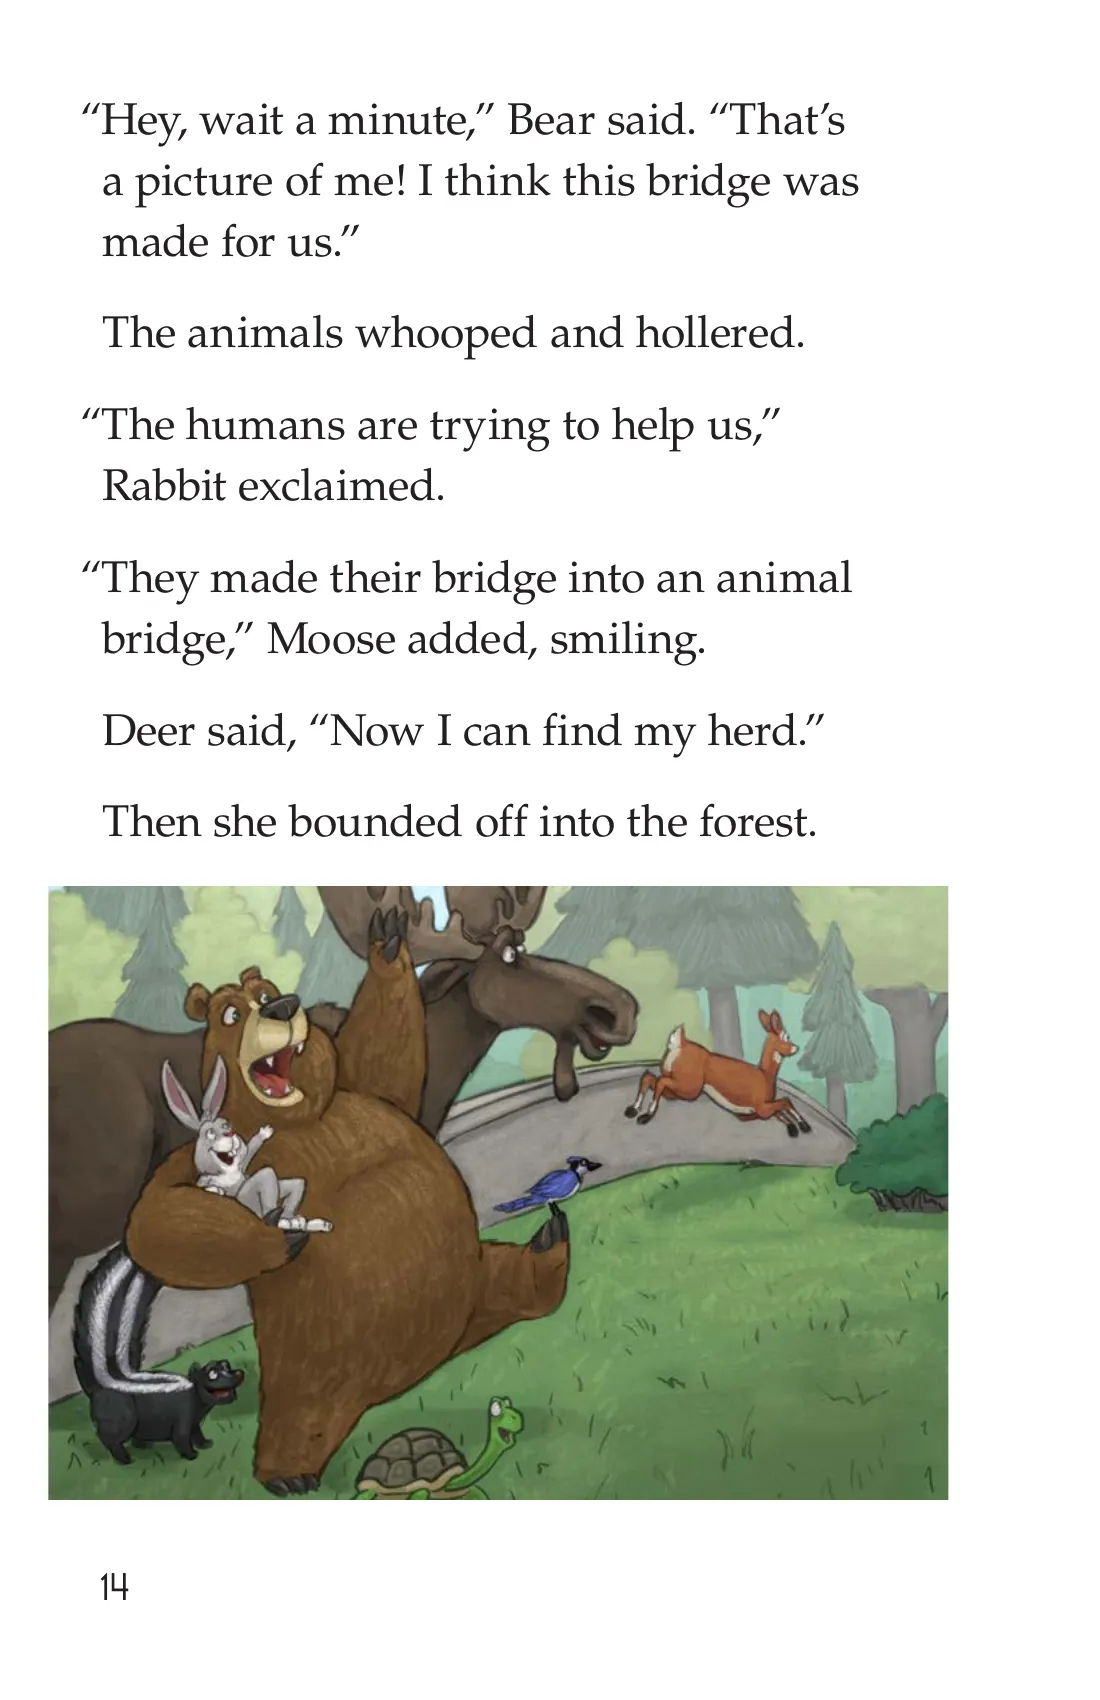 “Hey, wait a minute,” Bear said. “That’s
a picture of me! I think this bridge was
made for us.”
The animals whooped and hollered.
“The humans are trying to help us,”
Rabbit exclaimed.
“They made their bridge into an animal
bridge,” Moose added, smiling.
Deer said, “Now I can find my herd.”
Then she bounded off into the forest.
14